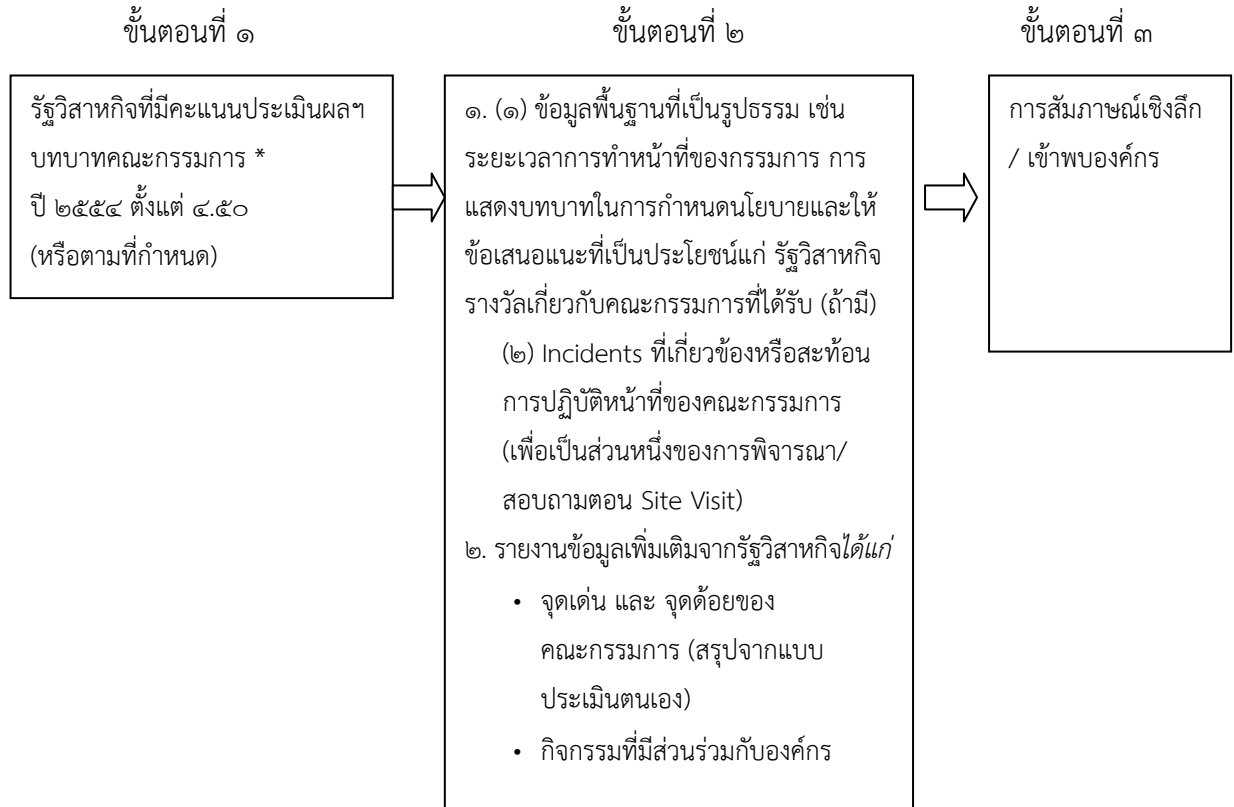 ขั้นตอนที่ ๑
ขั้นตอนที่ ๒
ขั้นตอนที่ ๓
รัฐวิสาหกิจที่มีคะแนนประเมินผลฯ
บทบาทคณะกรรมการ *
ปี ๒๕๕๔ ตั้งแต่ ๔.๕๐
(หรือตามที่กำหนด)
๑. (๑) ข้อมูลพื้นฐานที่เป็นรูปธรรม เช่น
ระยะเวลาการทำหน้าที่ของกรรมการ การ
แสดงบทบาทในการกำหนดนโยบายและให้
ข้อเสนอแนะที่เป็นประโยชน์แก่ รัฐวิสาหกิจ
รางวัลเกี่ยวกับคณะกรรมการที่ได้รับ (ถ้ามี)
(๒) Incidents ที่เกี่ยวข้องหรือสะท้อน
การปฏิบัติหน้าที่ของคณะกรรมการ
(เพื่อเป็นส่วนหนึ่งของการพิจารณา/
สอบถามตอน Site Visit)
๒. รายงานข้อมูลเพิ่มเติมจากรัฐวิสาหกิจได้แก่
• จุดเด่น และ จุดด้อยของ
คณะกรรมการ (สรุปจากแบบ
ประเมินตนเอง)
• กิจกรรมที่มีส่วนร่วมกับองค์กร
การสัมภาษณ์เชิงลึก
/ เข้าพบองค์กร